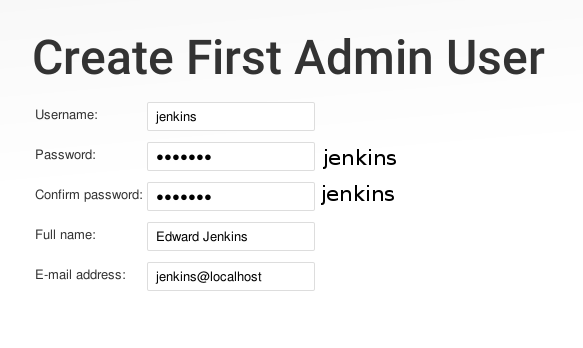 Create First Admin User
Username: jenkins
Password: ●●●●●●● jenkins
Confirm password: ●●●●●●● jenkins
Full name: Edward Jenkins
E-mail address: jenkins@localhost